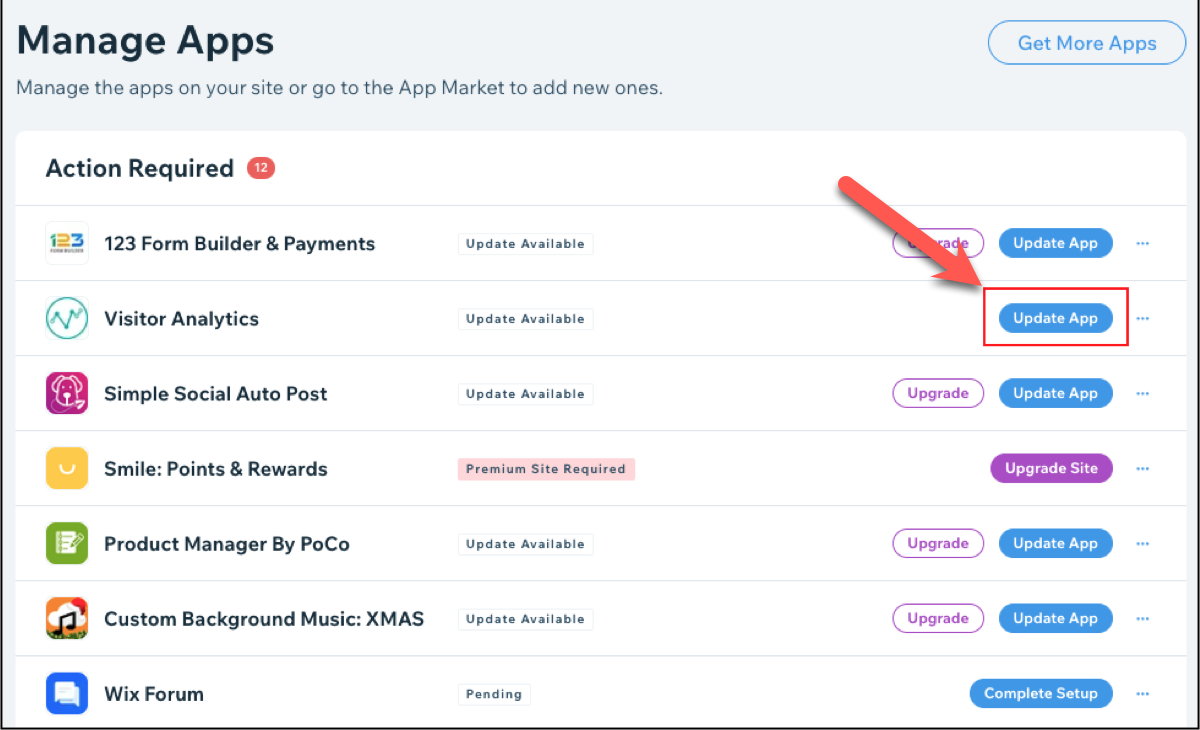 Manage Apps
Get More Apps
Manage the apps on your site or go to the App Market to add new ones.
Action Required 12
123 FORM BUILDER 123 Form Builder & Payments Update Available Upgrade Update App ...
Visitor Analytics Update Available Update App ...
Simple Social Auto Post Update Available Upgrade Update App ...
Smile: Points & Rewards Premium Site Required Upgrade Site ...
Product Manager By PoCo Update Available Upgrade Update App ...
Custom Background Music: XMAS Update Available Upgrade Update App ...
Wix Forum Pending Complete Setup ...